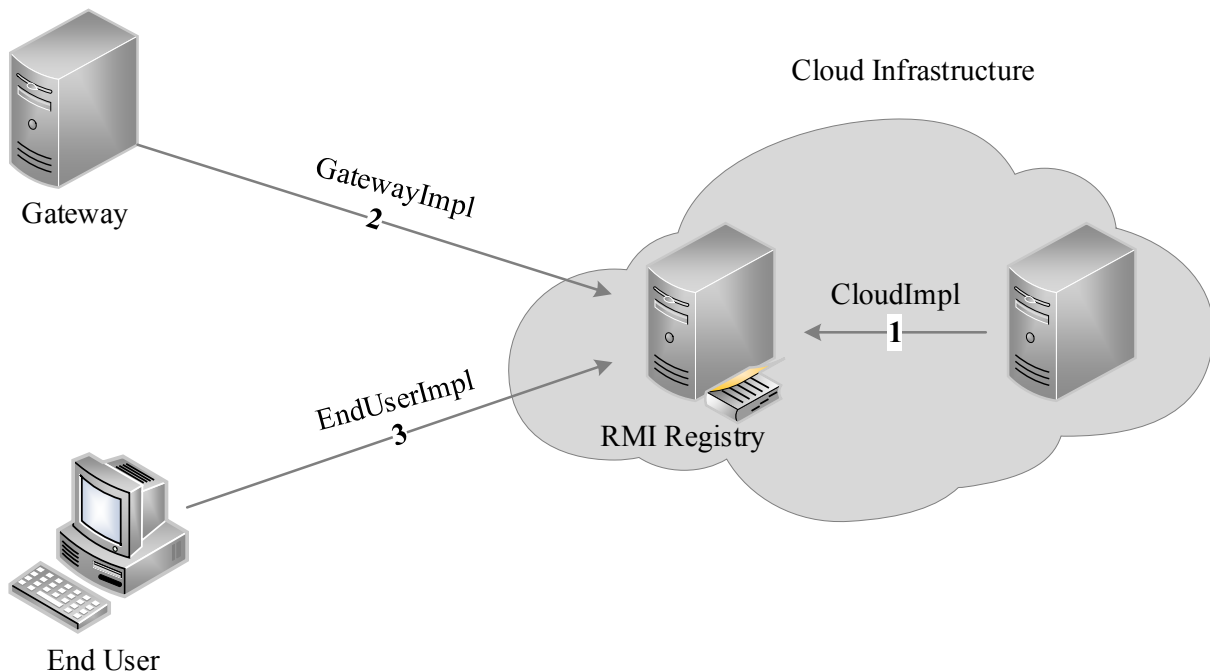 Cloud Infrastructure
GatewayImpl
2
Gateway
CloudImpl
1
EndUserImpl
3
RMI Registry
End User